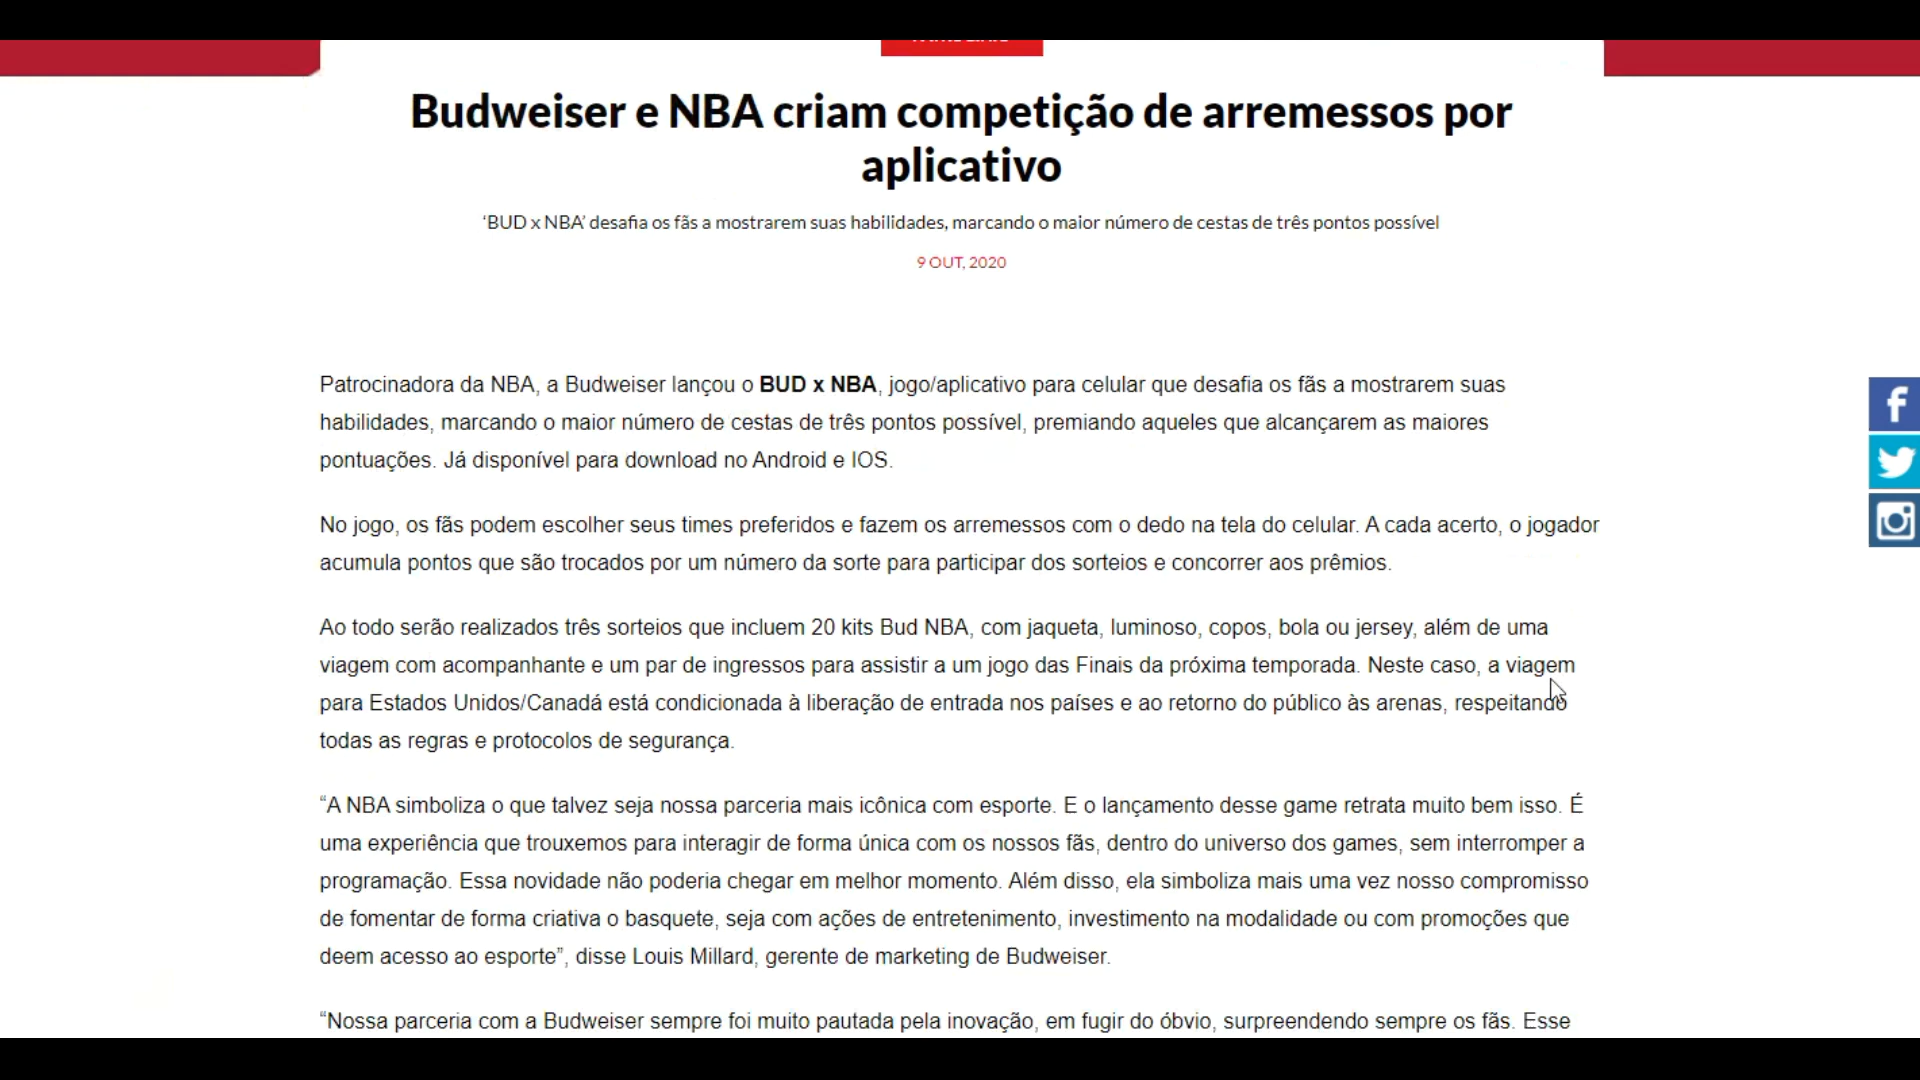 Budweiser e NBA criam competição de arremessos por
aplicativo
‘BUD x NBA’ desafia os fãs a mostrarem suas habilidades, marcando o maior número de cestas de três pontos possível
9 OUT, 2020
Patrocinadora da NBA, a Budweiser lançou o BUD x NBA, jogo/aplicativo para celular que desafia os fãs a mostrarem suas
habilidades, marcando o maior número de cestas de três pontos possível, premiando aqueles que alcançarem as maiores
pontuações. Já disponível para download no Android e IOS.
No jogo, os fãs podem escolher seus times preferidos e fazem os arremessos com o dedo na tela do celular. A cada acerto, o jogador
acumula pontos que são trocados por um número da sorte para participar dos sorteios e concorrer aos prêmios.
Ao todo serão realizados três sorteios que incluem 20 kits Bud NBA, com jaqueta, luminoso, copos, bola ou jersey, além de uma
viagem com acompanhante e um par de ingressos para assistir a um jogo das Finais da próxima temporada. Neste caso, a viagem
para Estados Unidos/Canadá está condicionada à liberação de entrada nos países e ao retorno do público às arenas, respeitando
todas as regras e protocolos de segurança.
“A NBA simboliza o que talvez seja nossa parceria mais icônica com esporte. E o lançamento desse game retrata muito bem isso. É
uma experiência que trouxemos para interagir de forma única com os nossos fãs, dentro do universo dos games, sem interromper a
programação. Essa novidade não poderia chegar em melhor momento. Além disso, ela simboliza mais uma vez nosso compromisso
de fomentar de forma criativa o basquete, seja com ações de entretenimento, investimento na modalidade ou com promoções que
deem acesso ao esporte”, disse Louis Millard, gerente de marketing de Budweiser.
“Nossa parceria com a Budweiser sempre foi muito pautada pela inovação, em fugir do óbvio, surpreendendo sempre os fãs. Esse